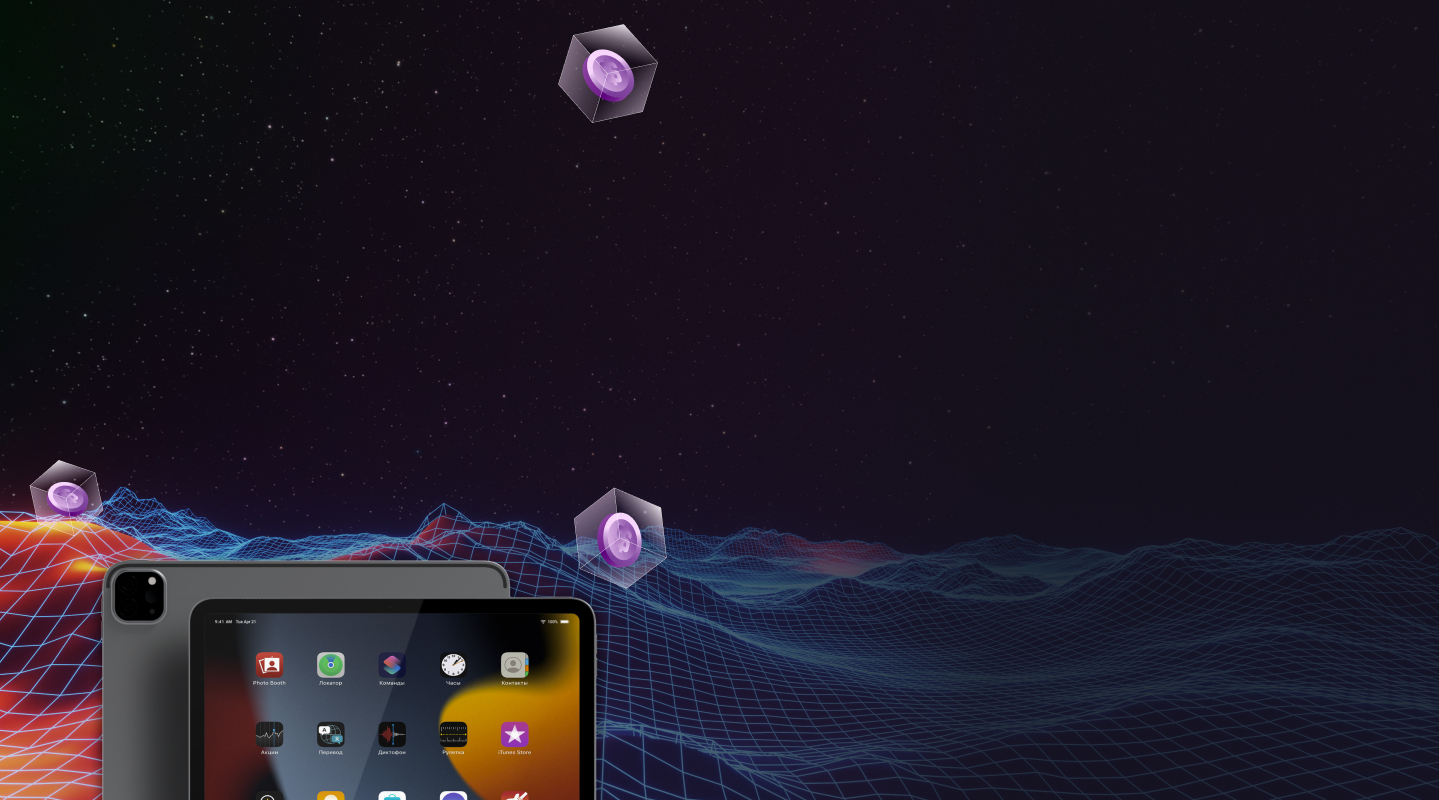 9:41 AM Tue Apr 21
100%
Photo Booth
Локатор
Команды
Часы
Контакты
Акции
Перевод
Диктофон
Рулетка
iTunes Store